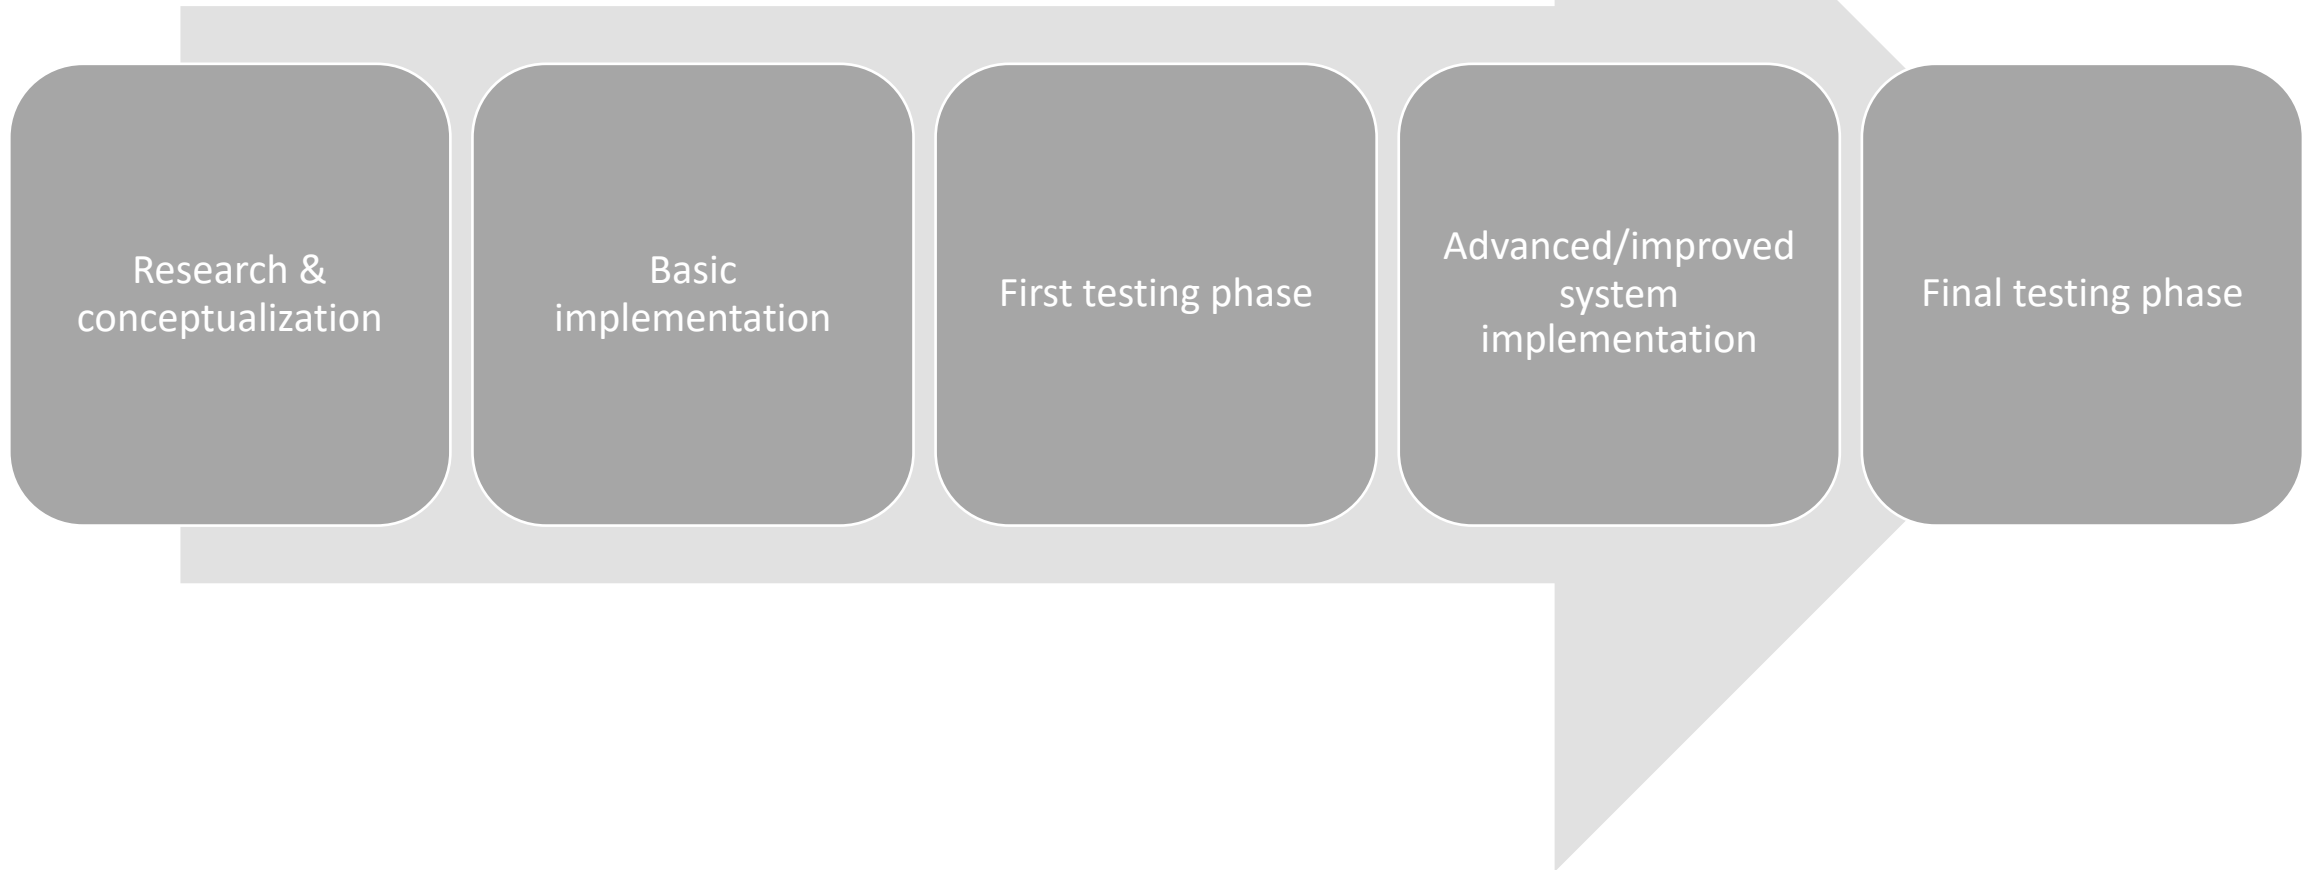 Research &
conceptualization
Basic
implementation
First testing phase
Advanced/improved
system
implementation
Final testing phase